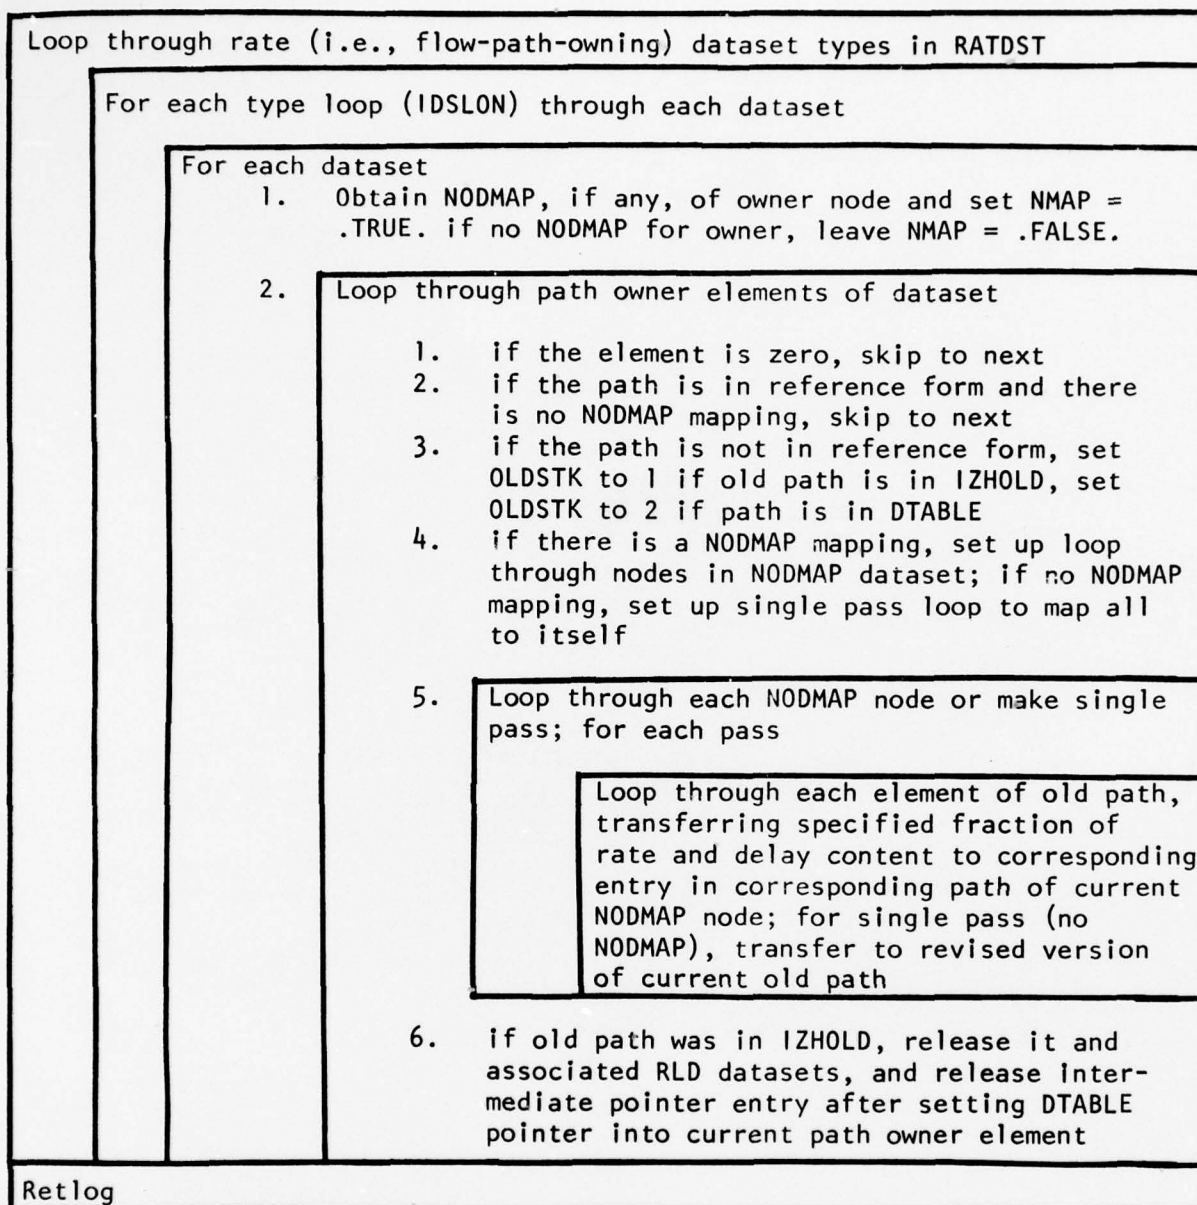 Loop through rate (i.e., flow-path-owning) dataset types in RATDST
For each type loop (IDSLON) through each dataset
For each dataset
1. Obtain NODMAP, if any, of owner node and set NMAP =
.TRUE. if no NODMAP for owner, leave NMAP = .FALSE.
2. Loop through path owner elements of dataset
1. if the element is zero, skip to next
2. if the path is in reference form and there
is no NODMAP mapping, skip to next
3. if the path is not in reference form, set
OLDSTK to 1 if old path is in IZHOLD, set
OLDSTK to 2 if path is in DTABLE
4. if there is a NODMAP mapping, set up loop
through nodes in NODMAP dataset; if no NODMAP
mapping, set up single pass loop to map all
to itself
5. Loop through each NODMAP node or make single
pass; for each pass
Loop through each element of old path,
transferring specified fraction of
rate and delay content to corresponding
entry in corresponding path of current
NODMAP node; for single pass (no
NODMAP), transfer to revised version
of current old path
6. if old path was in IZHOLD, release it and
associated RLD datasets, and release inter-
mediate pointer entry after setting DTABLE
pointer into current path owner element
Retlog